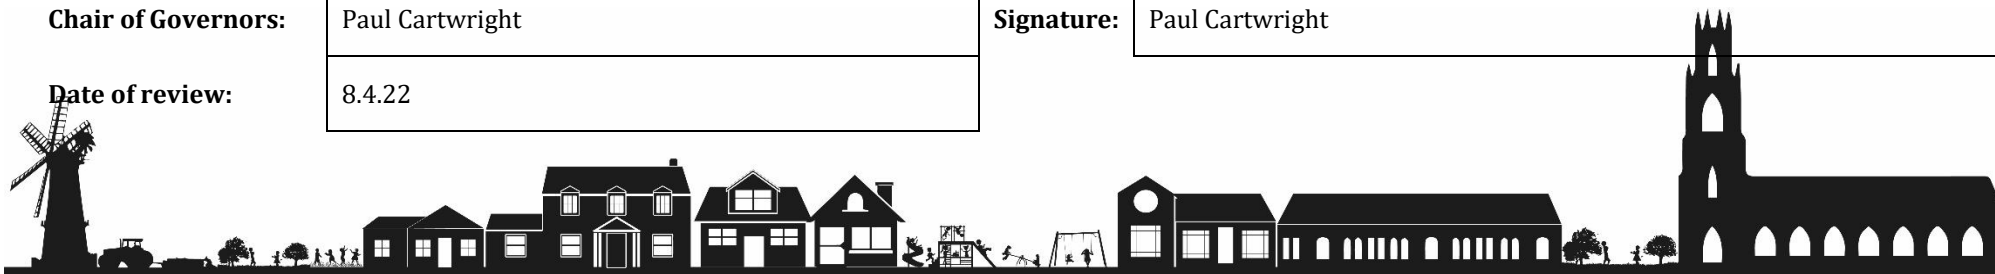 Chair of Governors: Paul Cartwright Signature: Paul Cartwright
Date of review: 8.4.22